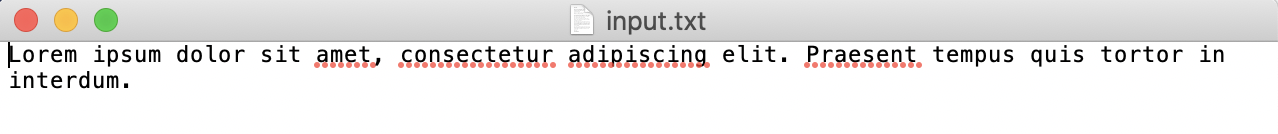 input.txt
Lorem ipsum dolor sit amet, consectetur adipiscing elit. Praesent tempus quis tortor in
interdum.